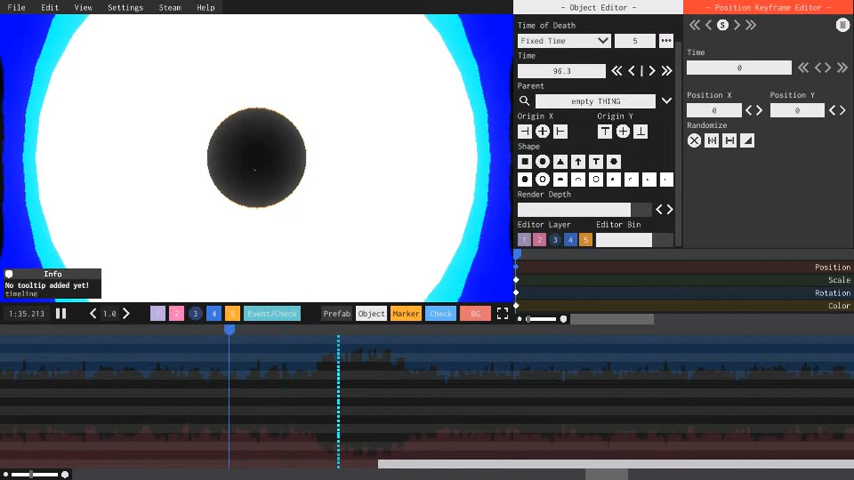 File Edit View Settings Steam Help
- Object Editor -
- Position Keyframe Editor -
Time of Death
Fixed Time 5
Time
96.3
Parent
empty THING
Origin X Origin Y
Shape
Render Depth
Editor Layer Editor Bin
1 2 3 4 5
S
Time
0
Position X Position Y
0 0
Randomize
Info
No tooltip added yet!
timeline
Position
Scale
Rotation
Color
1:35.213 1.0 1 2 3 4 5 Event/Check Prefab Object Marker Check BG